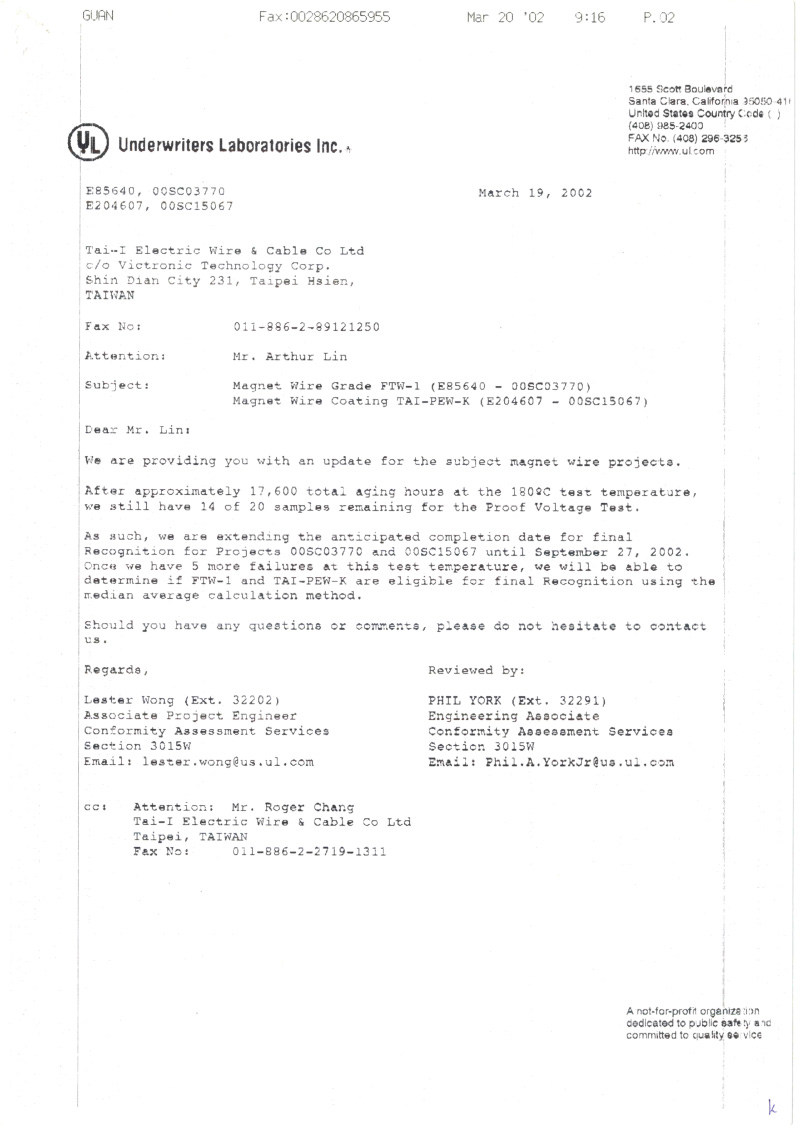 GUAN Fax:0028620865955 Mar 20 '02 9:16 P.02
1655 Scott Boulevard
Santa Clara, California 95050-41
United States Country Code ( )
(408) 985-2400
FAX No. (408) 296-3256
http://www.ul.com
UL Underwriters Laboratories Inc.
E85640, 00SC03770 March 19, 2002
E204607, 00SC15067
Tai-I Electric Wire & Cable Co Ltd
c/o Victronic Technology Corp.
Shin Dian City 231, Taipei Hsien,
TAIWAN
Fax No: 011-886-2-89121250
Attention: Mr. Arthur Lin
Subject: Magnet Wire Grade FTW-1 (E85640 - 00SC03770)
Magnet Wire Coating TAI-PEW-K (E204607 - 00SC15067)
Dear Mr. Lin:
We are providing you with an update for the subject magnet wire projects.
After approximately 17,600 total aging hours at the 180ºC test temperature,
we still have 14 of 20 samples remaining for the Proof Voltage Test.
As such, we are extending the anticipated completion date for final
Recognition for Projects 00SC03770 and 00SC15067 until September 27, 2002.
Once we have 5 more failures at this test temperature, we will be able to
determine if FTW-1 and TAI-PEW-K are eligible for final Recognition using the
median average calculation method.
Should you have any questions or comments, please do not hesitate to contact
us.
Regards, Reviewed by:
Lester Wong (Ext. 32202) PHIL YORK (Ext. 32291)
Associate Project Engineer Engineering Associate
Conformity Assessment Services Conformity Assessment Services
Section 3015W Section 3015W
Email: lester.wong@us.ul.com Email: Phil.A.YorkJr@us.ul.com
cc: Attention: Mr. Roger Chang
Tai-I Electric Wire & Cable Co Ltd
Taipei, TAIWAN
Fax No: 011-886-2-2719-1311
A not-for-profit organization
dedicated to public safety and
committed to quality service
k